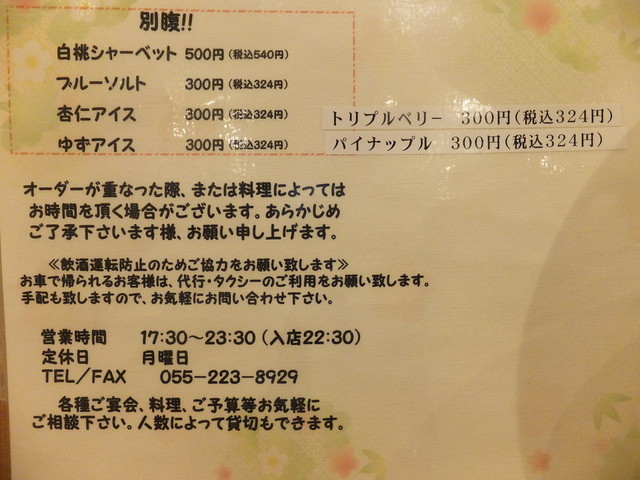 別腹!!
白桃シャーベット 500円(税込540円)
ブルーソルト 300円(税込324円)
杏仁アイス 300円(税込324円)
ゆずアイス 300円(税込324円)
トリプルベリー 300円(税込324円)
パイナップル 300円(税込324円)
オーダーが重なった際、または料理によっては
お時間を頂く場合がございます。あらかじめ
ご了承下さいます様、お願い申し上げます。
≪飲酒運転防止のためご協力をお願い致します≫
お車で帰られるお客様は、代行・タクシーのご利用をお願い致します。
手配も致しますので、お気軽にお問い合わせ下さい。
営業時間 17:30～23:30(入店22:30)
定休日 月曜日
TEL/FAX 055-223-8929
各種ご宴会、料理、ご予算等お気軽に
ご相談下さい。人数によって貸切もできます。